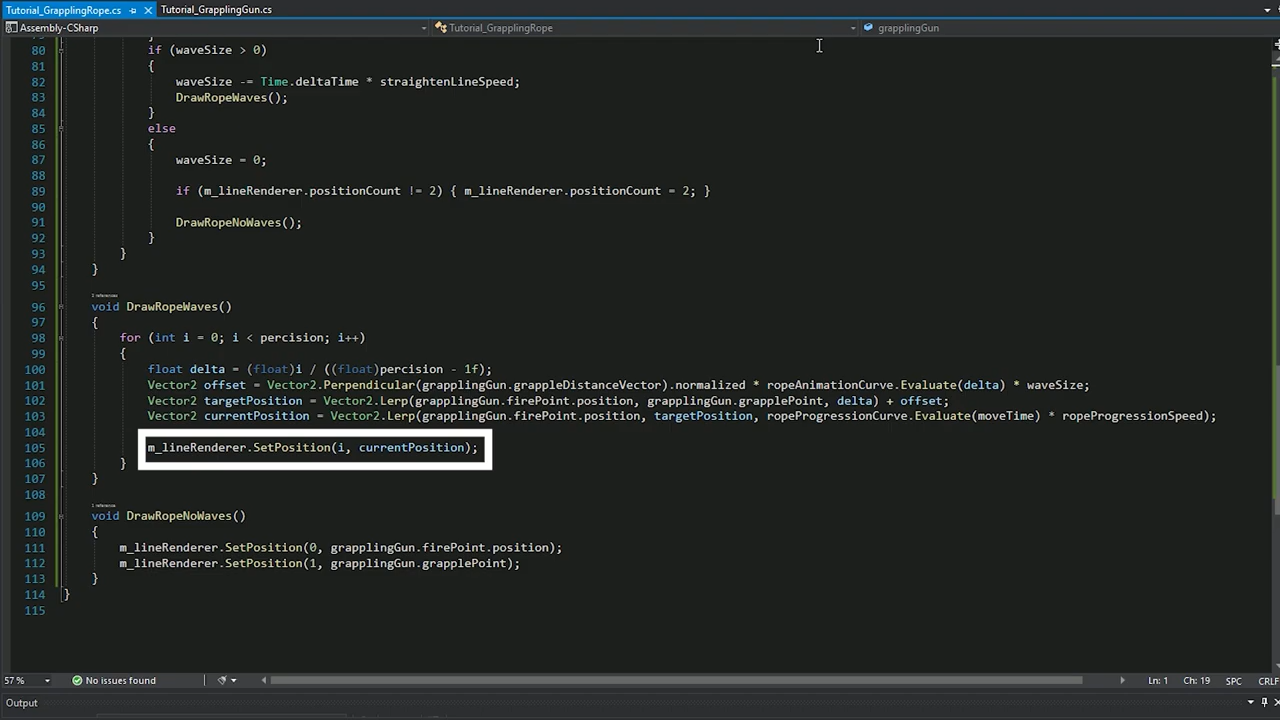 Tutorial_GrapplingRope.cs Tutorial_GrapplingGun.cs
Assembly-CSharp Tutorial_GrapplingRope grapplingGun
80 if (waveSize > 0)
81 {
82 waveSize -= Time.deltaTime * straightenLineSpeed;
83 DrawRopeWaves();
84 }
85 else
86 {
87 waveSize = 0;
88
89 if (m_lineRenderer.positionCount != 2) { m_lineRenderer.positionCount = 2; }
90
91 DrawRopeNoWaves();
92 }
93 }
94 }
95
2 references
96 void DrawRopeWaves()
97 {
98 for (int i = 0; i < percision; i++)
99 {
100 float delta = (float)i / ((float)percision - 1f);
101 Vector2 offset = Vector2.Perpendicular(grapplingGun.grappleDistanceVector).normalized * ropeAnimationCurve.Evaluate(delta) * waveSize;
102 Vector2 targetPosition = Vector2.Lerp(grapplingGun.firePoint.position, grapplingGun.grapplePoint, delta) + offset;
103 Vector2 currentPosition = Vector2.Lerp(grapplingGun.firePoint.position, targetPosition, ropeProgressionCurve.Evaluate(moveTime) * ropeProgressionSpeed);
104
105 m_lineRenderer.SetPosition(i, currentPosition);
106 }
107 }
108
1 reference
109 void DrawRopeNoWaves()
110 {
111 m_lineRenderer.SetPosition(0, grapplingGun.firePoint.position);
112 m_lineRenderer.SetPosition(1, grapplingGun.grapplePoint);
113 }
114 }
115
57 % No issues found Ln: 1 Ch: 19 SPC CRLF
Output